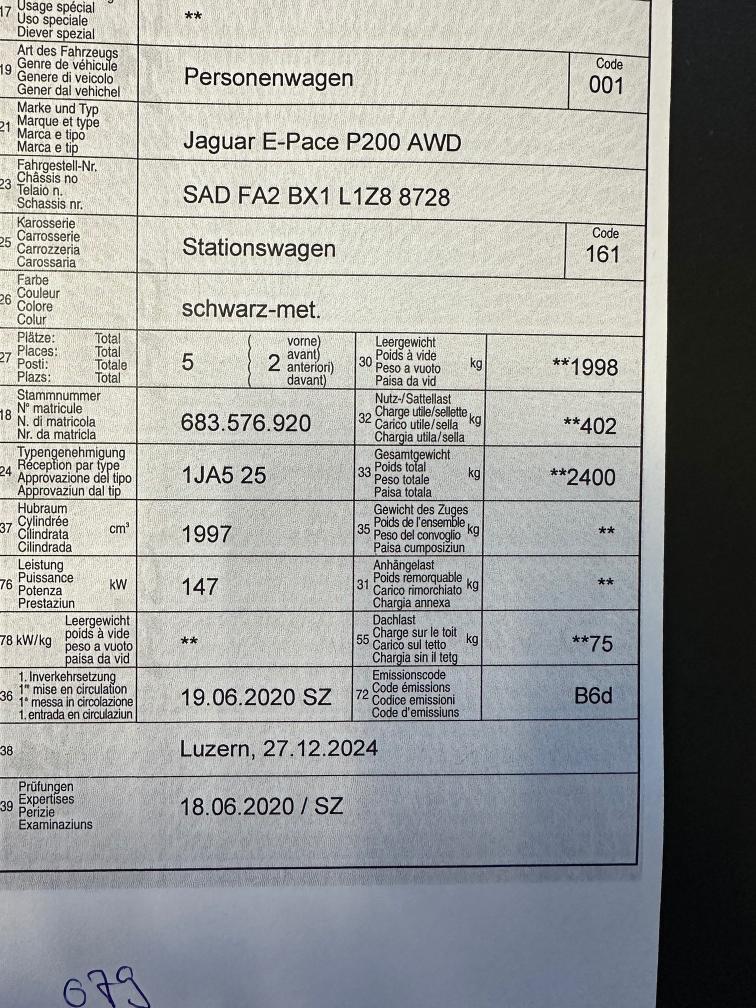 17 Usage spécial
Uso speciale
Diever spezial
**
19 Art des Fahrzeugs
Genre de véhicule
Genere di veicolo
Gener dal vehichel
Personenwagen
Code
001
21 Marke und Typ
Marque et type
Marca e tipo
Marca e tip
Jaguar E-Pace P200 AWD
23 Fahrgestell-Nr.
Châssis no
Telaio n.
Schassis nr.
SAD FA2 BX1 L1Z8 8728
25 Karosserie
Carrosserie
Carrozzeria
Carossaria
Stationswagen
Code
161
26 Farbe
Couleur
Colore
Colur
schwarz-met.
27 Plätze: Total
Places: Total
Posti: Totale
Plazs: Total
5
( vorne)
( 2 avant)
( anteriori)
( davant)
30 Leergewicht
Poids à vide
Peso a vuoto
Paisa da vid
kg
**1998
18 Stammnummer
N° matricule
N. di matricola
Nr. da matricla
683.576.920
32 Nutz-/Sattellast
Charge utile/sellette
Carico utile/sella
Chargia utila/sella
kg
**402
24 Typengenehmigung
Réception par type
Approvazione del tipo
Approvaziun dal tip
1JA5 25
33 Gesamtgewicht
Poids total
Peso totale
Paisa totala
kg
**2400
37 Hubraum
Cylindrée
Cilindrata
Cilindrada
cm³
1997
35 Gewicht des Zuges
Poids de l'ensemble
Peso del convoglio
Paisa cumposiziun
kg
**
76 Leistung
Puissance
Potenza
Prestaziun
kW
147
31 Anhängelast
Poids remorquable
Carico rimorchiato
Chargia annexa
kg
**
78 kW/kg Leergewicht
poids à vide
peso a vuoto
paisa da vid
**
55 Dachlast
Charge sur le toit
Carico sul tetto
Chargia sin il tetg
kg
**75
36 1. Inverkehrsetzung
1re mise en circulation
1a messa in circolazione
1. entrada en circulaziun
19.06.2020 SZ
72 Emissionscode
Code émissions
Codice emissioni
Code d'emissiuns
B6d
38 Luzern, 27.12.2024
39 Prüfungen
Expertises
Perizie
Examinaziuns
18.06.2020 / SZ
679